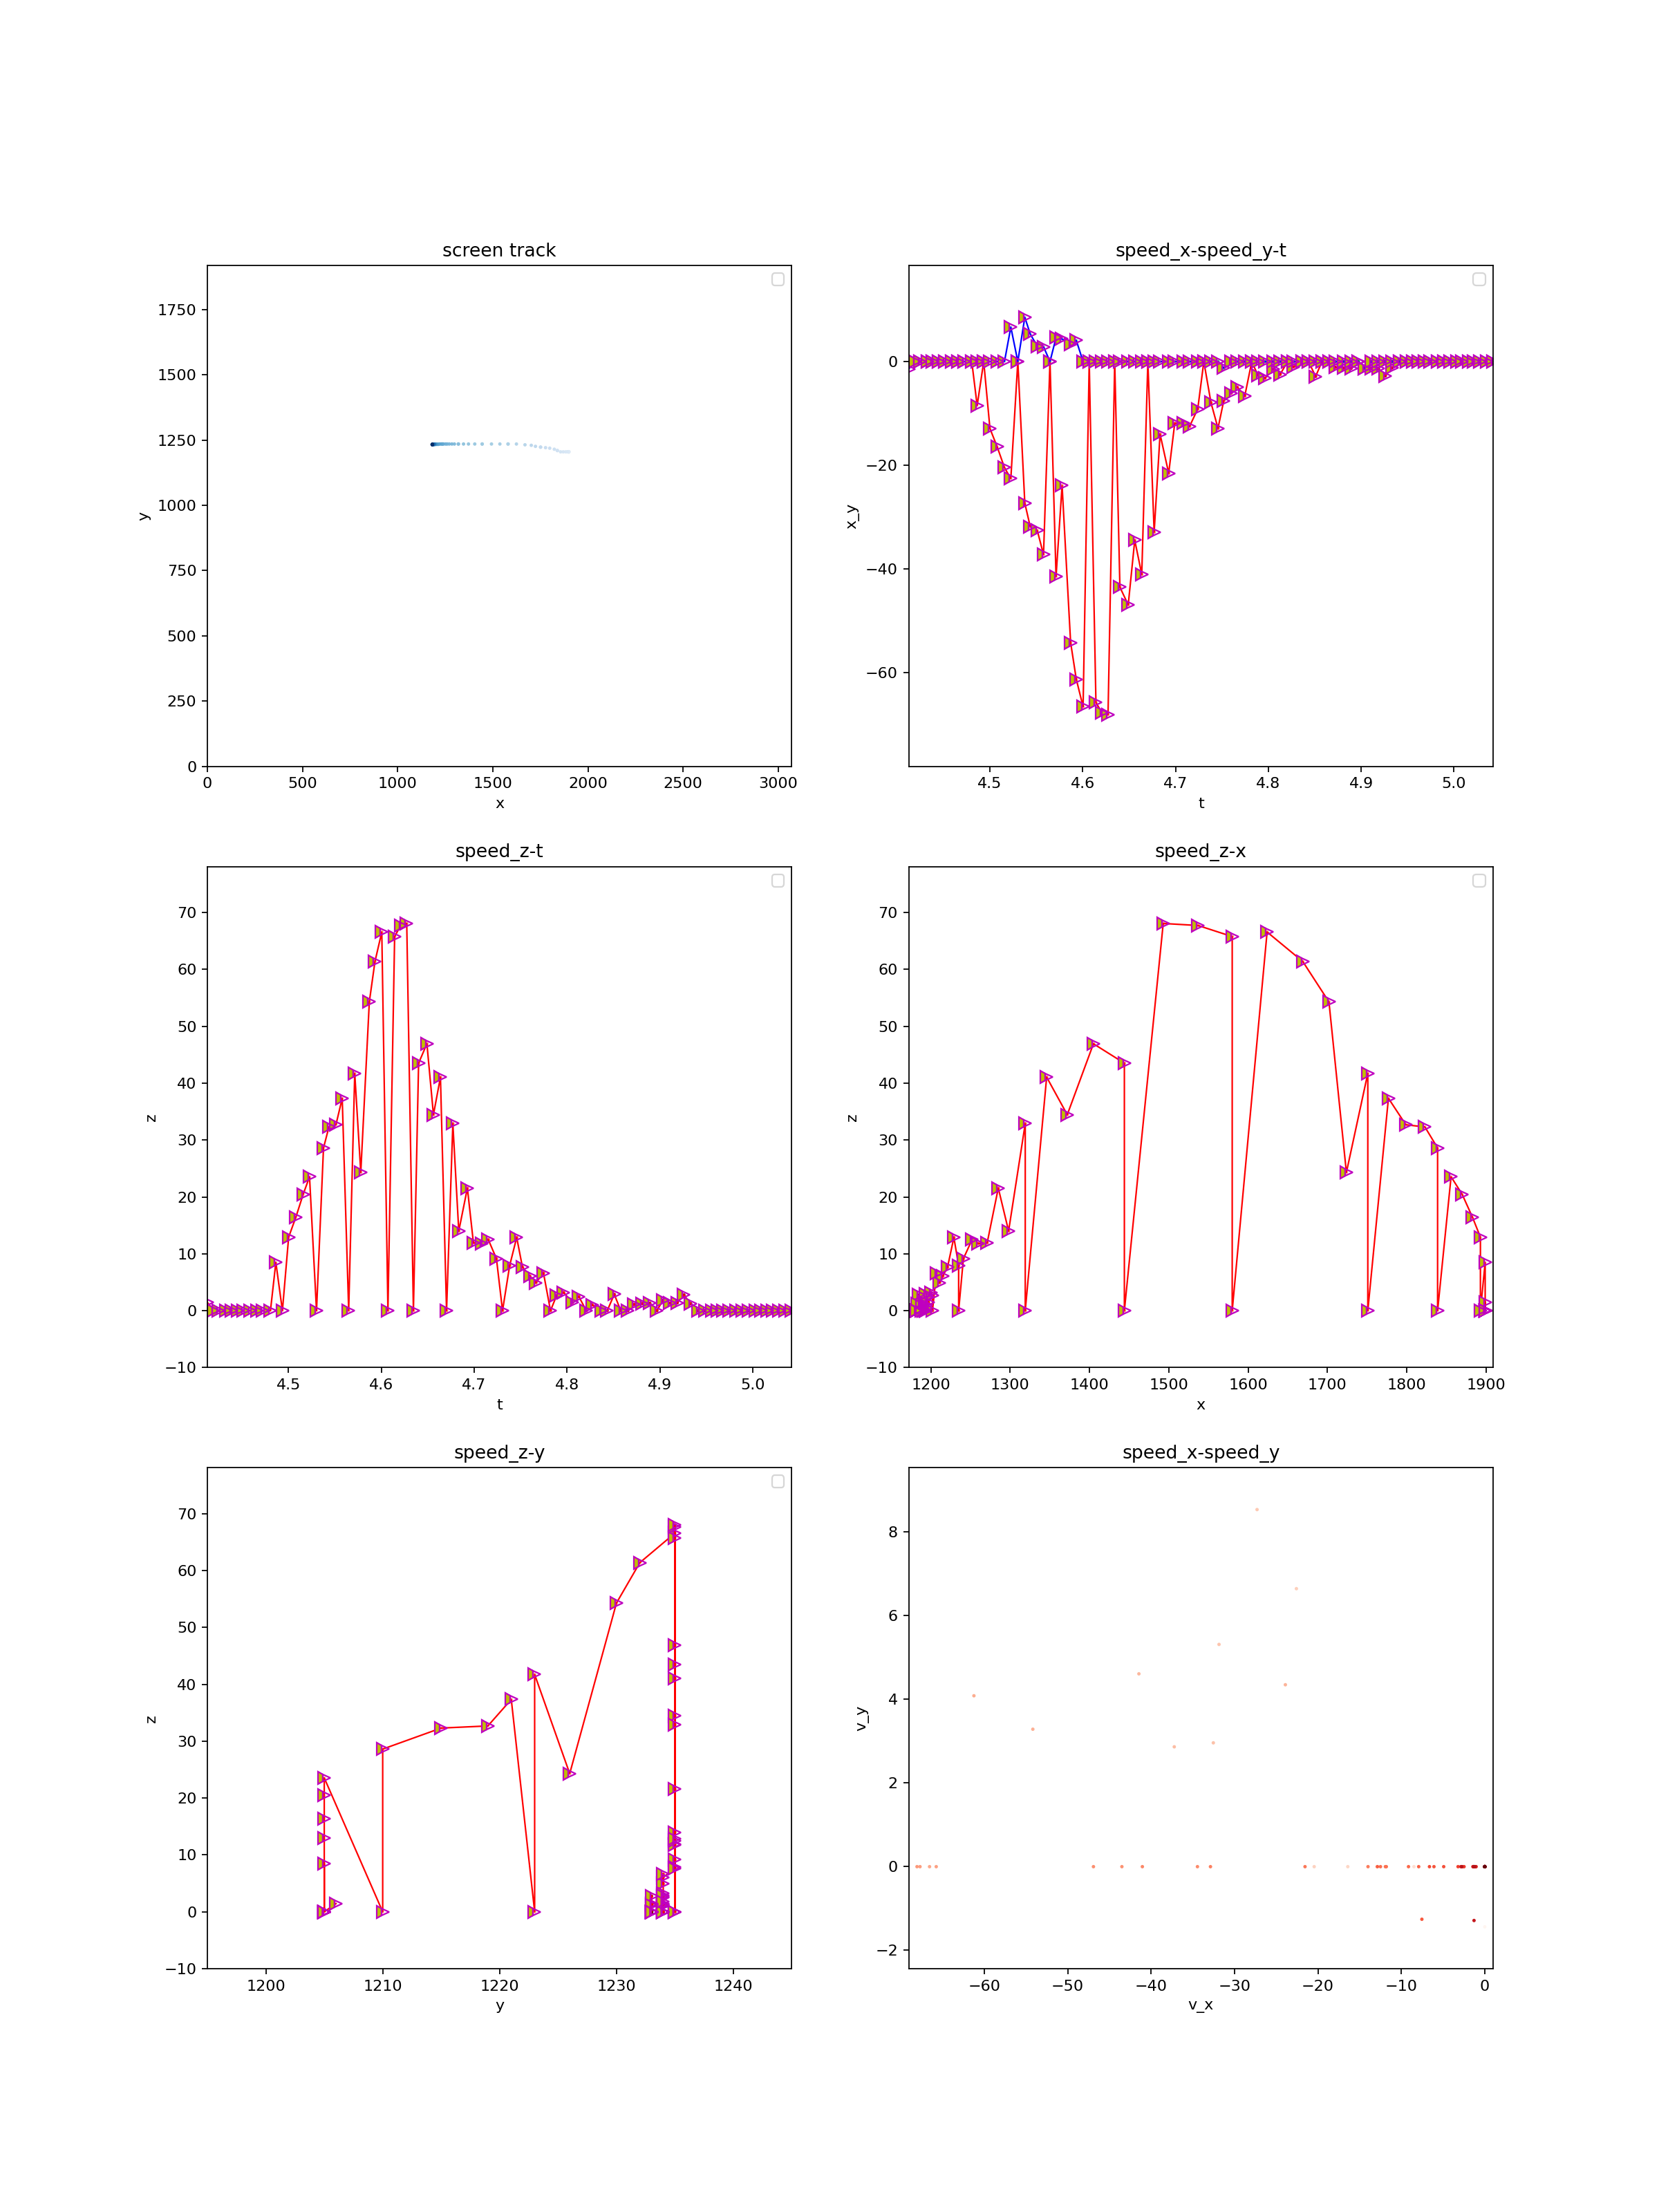 screen track
1750
1500
1250
1000
750
500
250
0
y
0 500 1000 1500 2000 2500 3000
x
speed_x-speed_y-t
0
−20
−40
−60
x_y
4.5 4.6 4.7 4.8 4.9 5.0
t
speed_z-t
70
60
50
40
30
20
10
0
−10
z
4.5 4.6 4.7 4.8 4.9 5.0
t
speed_z-x
70
60
50
40
30
20
10
0
−10
z
1200 1300 1400 1500 1600 1700 1800 1900
x
speed_z-y
70
60
50
40
30
20
10
0
−10
z
1200 1210 1220 1230 1240
y
speed_x-speed_y
8
6
4
2
0
−2
v_y
−60 −50 −40 −30 −20 −10 0
v_x